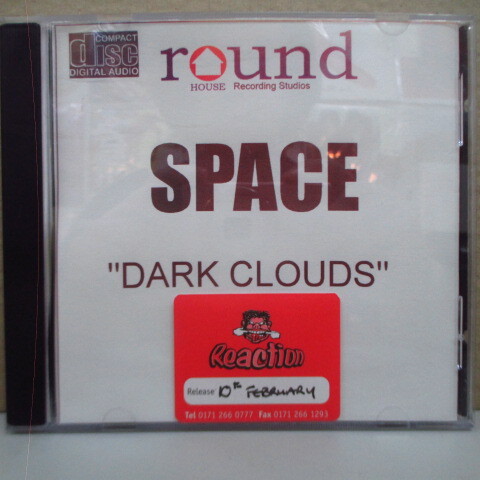 COMPACT
disc
DIGITAL AUDIO
round
HOUSE Recording Studios
SPACE
"DARK CLOUDS"
Reaction
Release 10th FEBRUARY
Tel 0171 266 0777 Fax 0171 266 1293